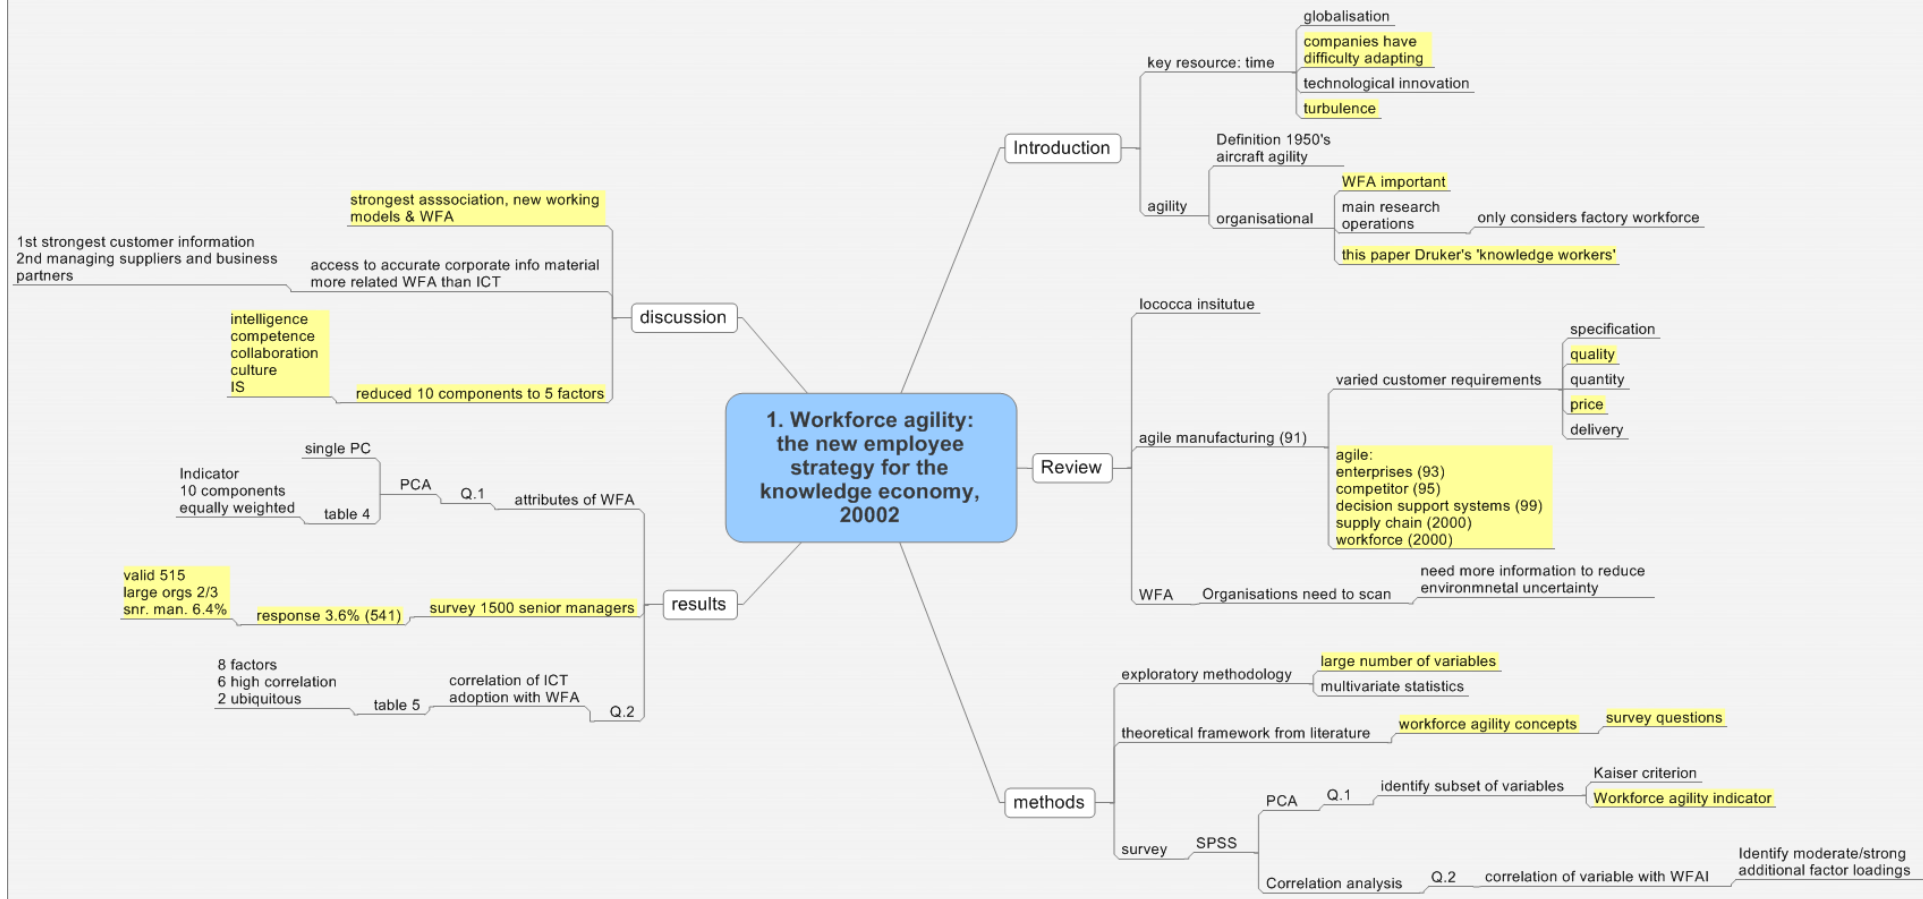 1. Workforce agility:
the new employee
strategy for the
knowledge economy,
20002
Introduction
key resource: time
globalisation
companies have
difficulty adapting
technological innovation
turbulence
agility
Definition 1950's
aircraft agility
organisational
WFA important
main research
operations
only considers factory workforce
this paper Druker's 'knowledge workers'
Review
Iococca insitutue
agile manufacturing (91)
varied customer requirements
specification
quality
quantity
price
delivery
agile:
enterprises (93)
competitor (95)
decision support systems (99)
supply chain (2000)
workforce (2000)
WFA
Organisations need to scan
need more information to reduce
environmnetal uncertainty
methods
exploratory methodology
large number of variables
multivariate statistics
theoretical framework from literature
workforce agility concepts
survey questions
survey
SPSS
PCA
Q.1
identify subset of variables
Kaiser criterion
Workforce agility indicator
Correlation analysis
Q.2
correlation of variable with WFAI
Identify moderate/strong
additional factor loadings
discussion
strongest asssociation, new working
models & WFA
access to accurate corporate info material
more related WFA than ICT
1st strongest customer information
2nd managing suppliers and business
partners
reduced 10 components to 5 factors
intelligence
competence
collaboration
culture
IS
results
attributes of WFA
Q.1
PCA
single PC
table 4
Indicator
10 components
equally weighted
survey 1500 senior managers
response 3.6% (541)
valid 515
large orgs 2/3
snr. man. 6.4%
Q.2
correlation of ICT
adoption with WFA
table 5
8 factors
6 high correlation
2 ubiquitous